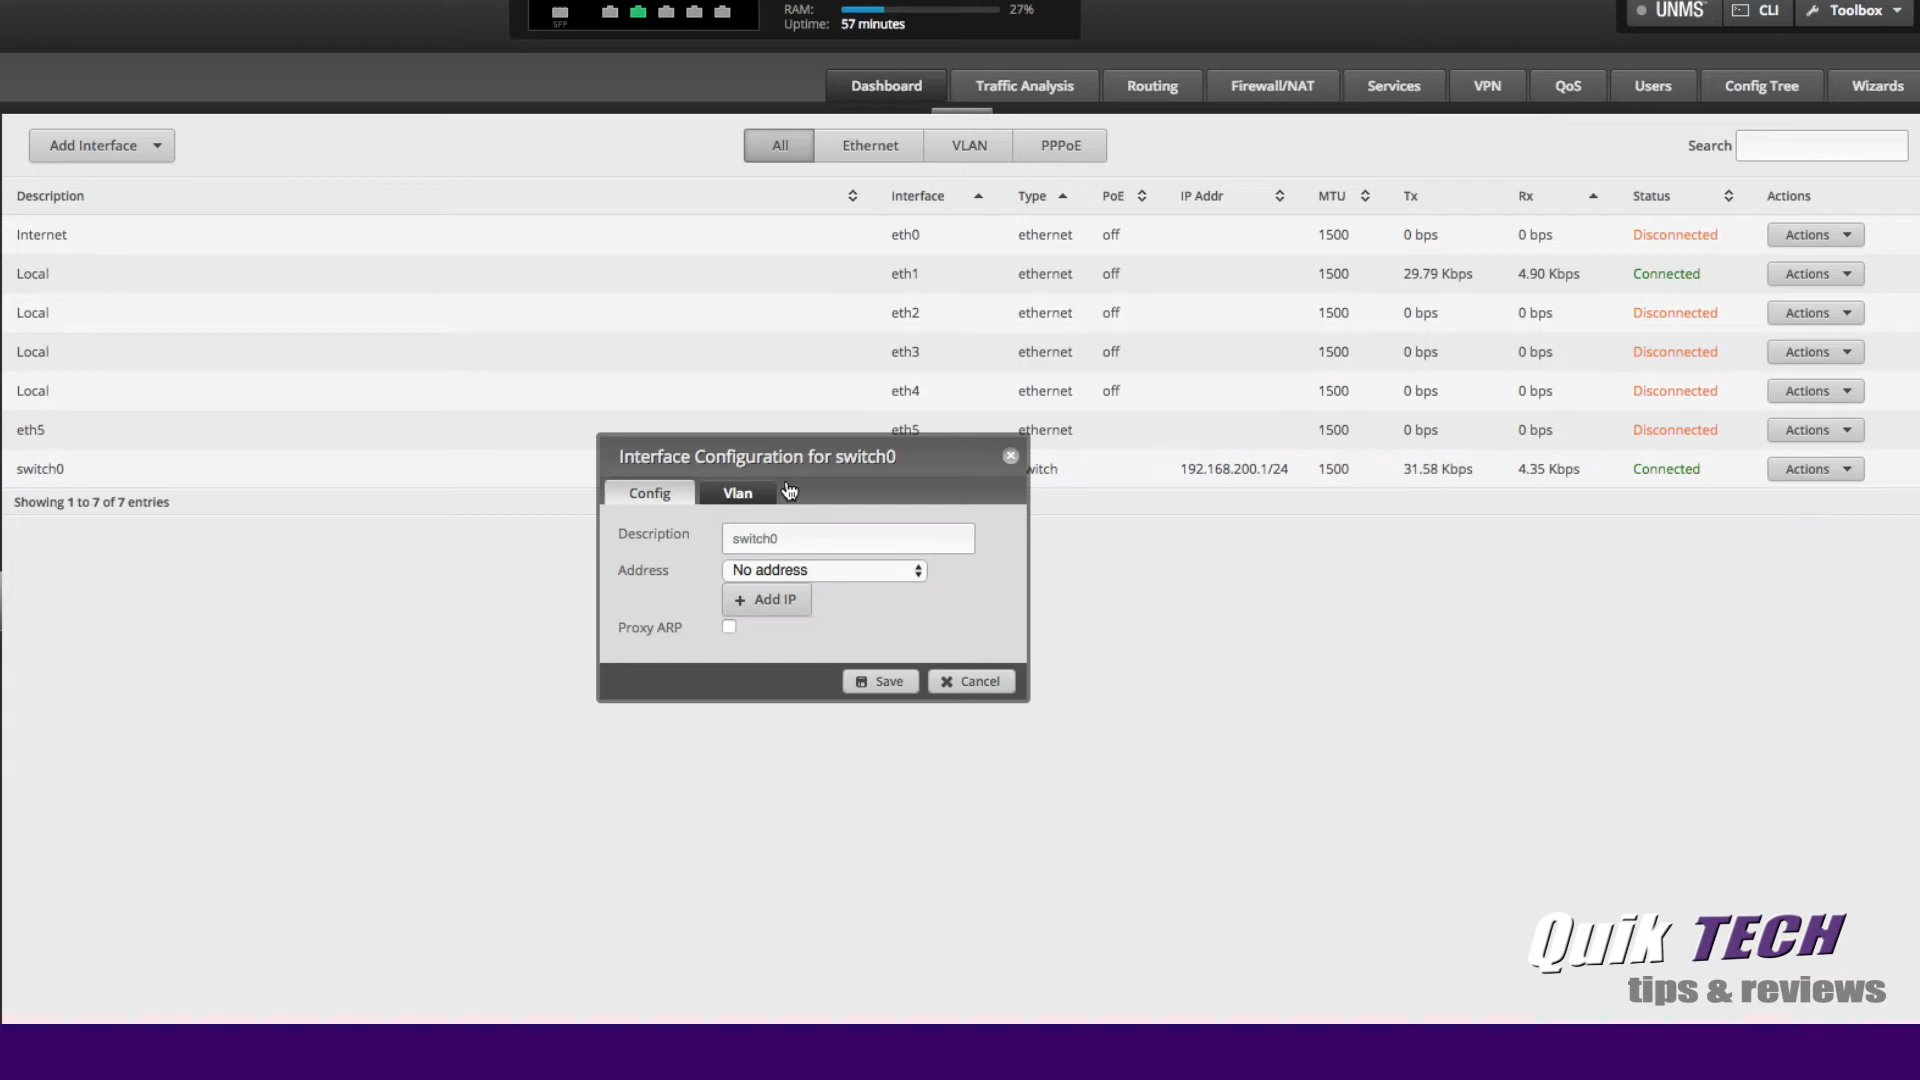 SFP
RAM: 27%
Uptime: 57 minutes
UNMS CLI Toolbox
Dashboard Traffic Analysis Routing Firewall/NAT Services VPN QoS Users Config Tree Wizards
Add Interface All Ethernet VLAN PPPoE Search
Description Interface Type PoE IP Addr MTU Tx Rx Status Actions
Internet eth0 ethernet off 1500 0 bps 0 bps Disconnected Actions
Local eth1 ethernet off 1500 29.79 Kbps 4.90 Kbps Connected Actions
Local eth2 ethernet off 1500 0 bps 0 bps Disconnected Actions
Local eth3 ethernet off 1500 0 bps 0 bps Disconnected Actions
Local eth4 ethernet off 1500 0 bps 0 bps Disconnected Actions
eth5 eth5 ethernet 1500 0 bps 0 bps Disconnected Actions
switch0 witch 192.168.200.1/24 1500 31.58 Kbps 4.35 Kbps Connected Actions
Showing 1 to 7 of 7 entries
Interface Configuration for switch0
Config Vlan
Description switch0
Address No address
+ Add IP
Proxy ARP
Save Cancel
Quik TECH
tips & reviews